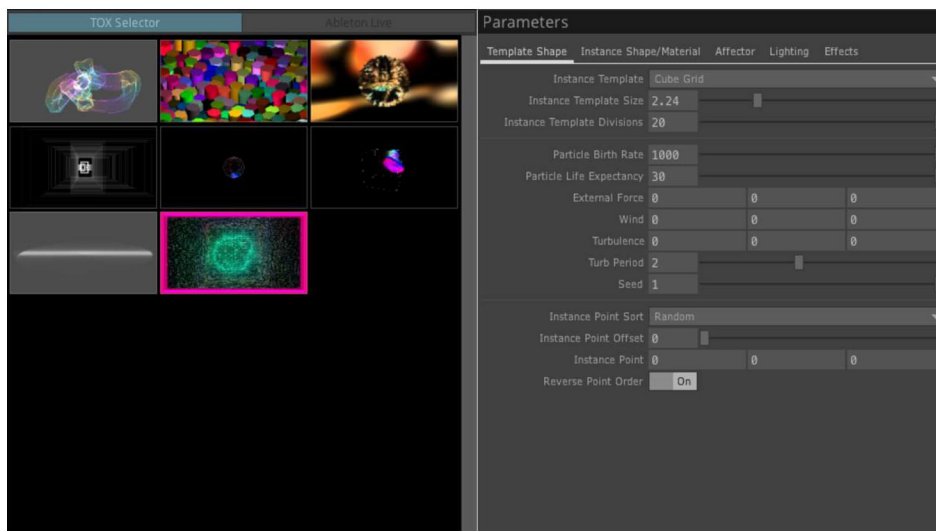 TOX Selector
Ableton Live
Parameters
Template Shape Instance Shape/Material Affector Lighting Effects
Instance Template Cube Grid
Instance Template Size 2.24
Instance Template Divisions 20
Particle Birth Rate 1000
Particle Life Expectancy 30
External Force 0 0 0
Wind 0 0 0
Turbulence 0 0 0
Turb Period 2
Seed 1
Instance Point Sort Random
Instance Point Offset 0
Instance Point 0 0 0
Reverse Point Order On